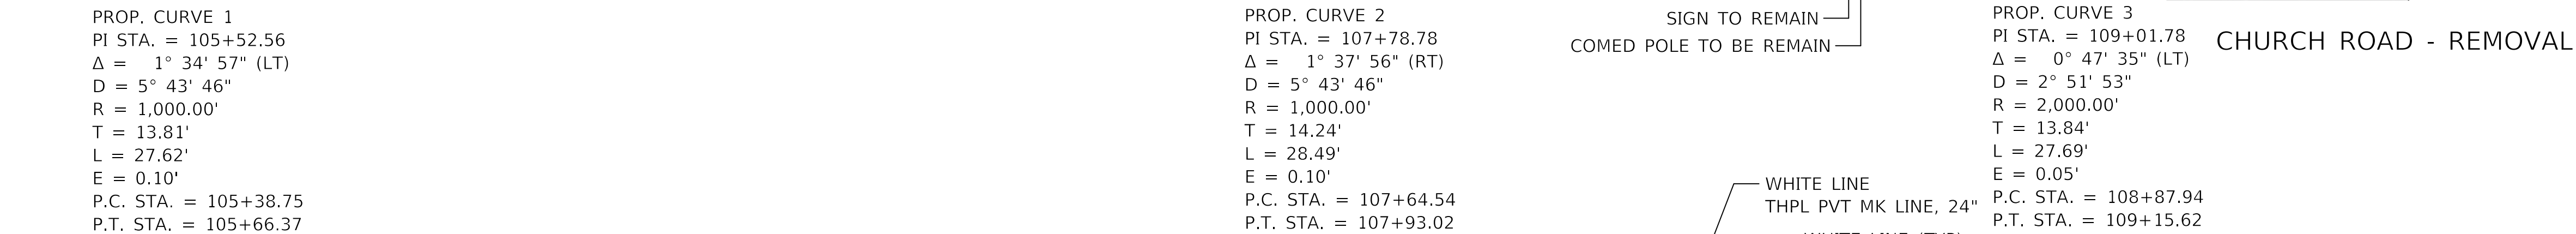 PROP. CURVE 1
PI STA. = 105+52.56
Δ = 1° 34' 57" (LT)
D = 5° 43' 46"
R = 1,000.00'
T = 13.81'
L = 27.62'
E = 0.10'
P.C. STA. = 105+38.75
P.T. STA. = 105+66.37
PROP. CURVE 2
PI STA. = 107+78.78
Δ = 1° 37' 56" (RT)
D = 5° 43' 46"
R = 1,000.00'
T = 14.24'
L = 28.49'
E = 0.10'
P.C. STA. = 107+64.54
P.T. STA. = 107+93.02
SIGN TO REMAIN
COMED POLE TO BE REMAIN
WHITE LINE
THPL PVT MK LINE, 24"
PROP. CURVE 3
PI STA. = 109+01.78
Δ = 0° 47' 35" (LT)
D = 2° 51' 53"
R = 2,000.00'
T = 13.84'
L = 27.69'
E = 0.05'
P.C. STA. = 108+87.94
P.T. STA. = 109+15.62
CHURCH ROAD - REMOVAL